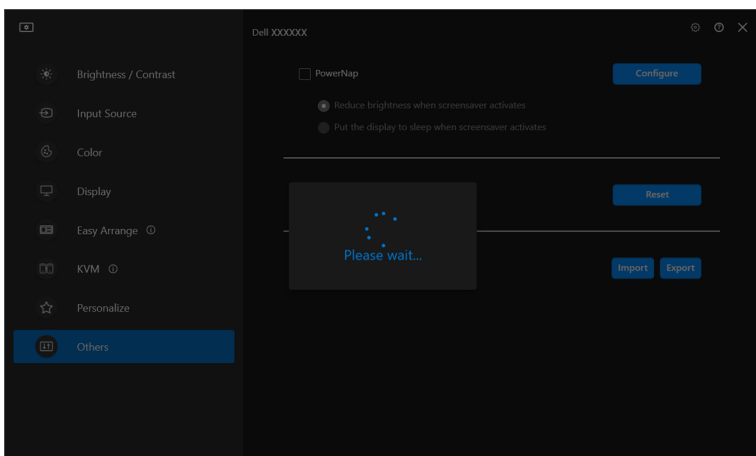 Dell XXXXXX
Brightness / Contrast
Input Source
Color
Display
Easy Arrange
KVM
Personalize
Others
PowerNap
Configure
Reduce brightness when screensaver activates
Put the display to sleep when screensaver activates
Reset
Please wait...
Import Export